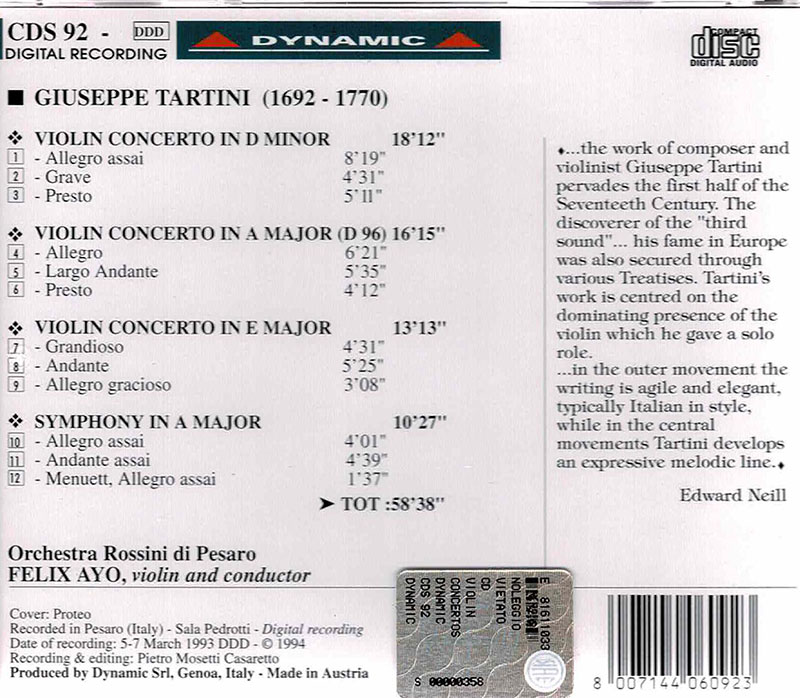 CDS 92 - DDD
DIGITAL RECORDING
DYNAMIC
COMPACT
disc
DIGITAL AUDIO
■ GIUSEPPE TARTINI (1692 - 1770)
❖ VIOLIN CONCERTO IN D MINOR 18'12"
1 - Allegro assai 8'19"
2 - Grave 4'31"
3 - Presto 5'11"
❖ VIOLIN CONCERTO IN A MAJOR (D 96) 16'15"
4 - Allegro 6'21"
5 - Largo Andante 5'35"
6 - Presto 4'12"
❖ VIOLIN CONCERTO IN E MAJOR 13'13"
7 - Grandioso 4'31"
8 - Andante 5'25"
9 - Allegro gracioso 3'08"
❖ SYMPHONY IN A MAJOR 10'27"
10 - Allegro assai 4'01"
11 - Andante assai 4'39"
12 - Menuett, Allegro assai 1'37"
➤ TOT :58'38"
♦...the work of composer and
violinist Giuseppe Tartini
pervades the first half of the
Seventeeth Century. The
discoverer of the "third
sound"... his fame in Europe
was also secured through
various Treatises. Tartini's
work is centred on the
dominating presence of the
violin which he gave a solo
role.
...in the outer movement the
writing is agile and elegant,
typically Italian in style,
while in the central
movements Tartini develops
an expressive melodic line.♦
Edward Neill
Orchestra Rossini di Pesaro
FELIX AYO, violin and conductor
Cover: Proteo
Recorded in Pesaro (Italy) - Sala Pedrotti - Digital recording
Date of recording: 5-7 March 1993 DDD - © 1994
Recording & editing: Pietro Mosetti Casaretto
Produced by Dynamic Srl, Genoa, Italy - Made in Austria
E 81611033
NOLEGGIO
VIETATO
CD
VIOLIN
CONCERTOS
DYNAMIC
CDS 92
DYNAMIC
S 00000358
8 007144 060923